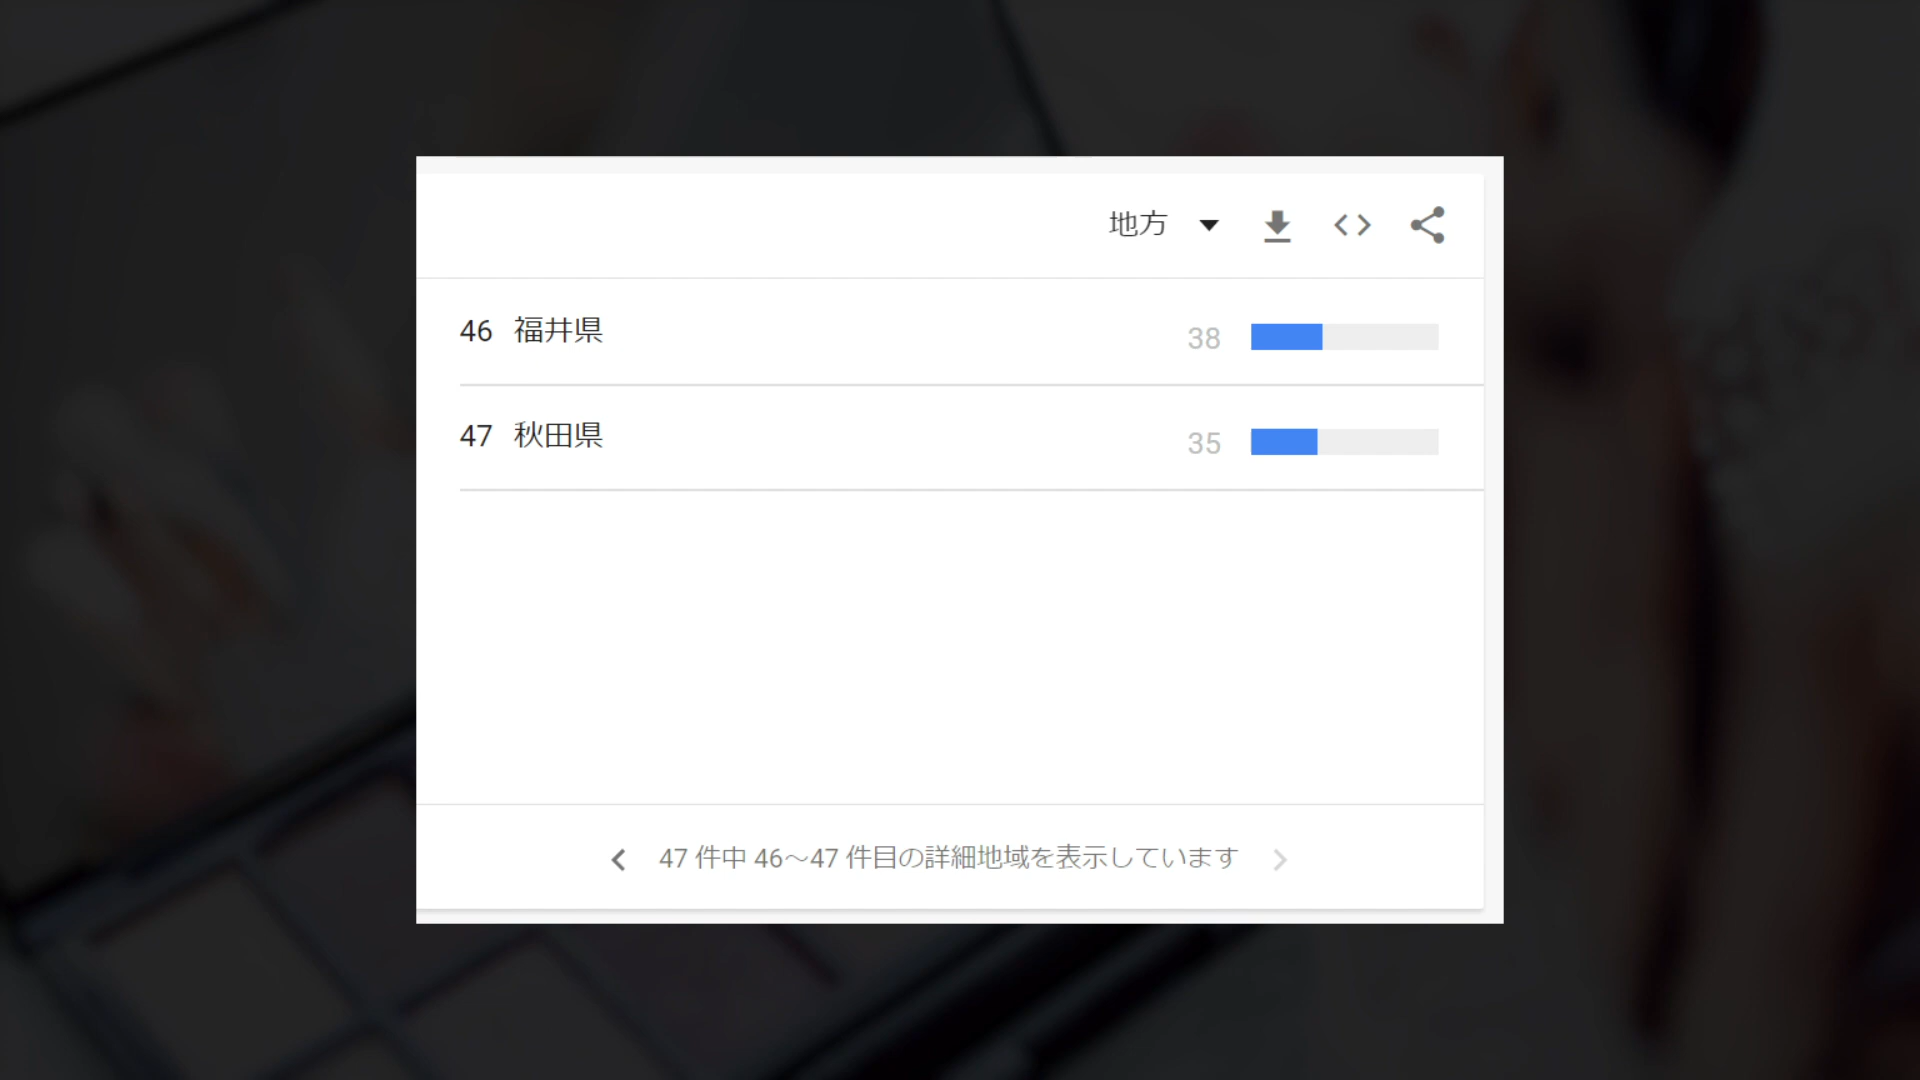 地方
46 福井県 38
47 秋田県 35
47 件中 46～47 件目の詳細地域を表示しています